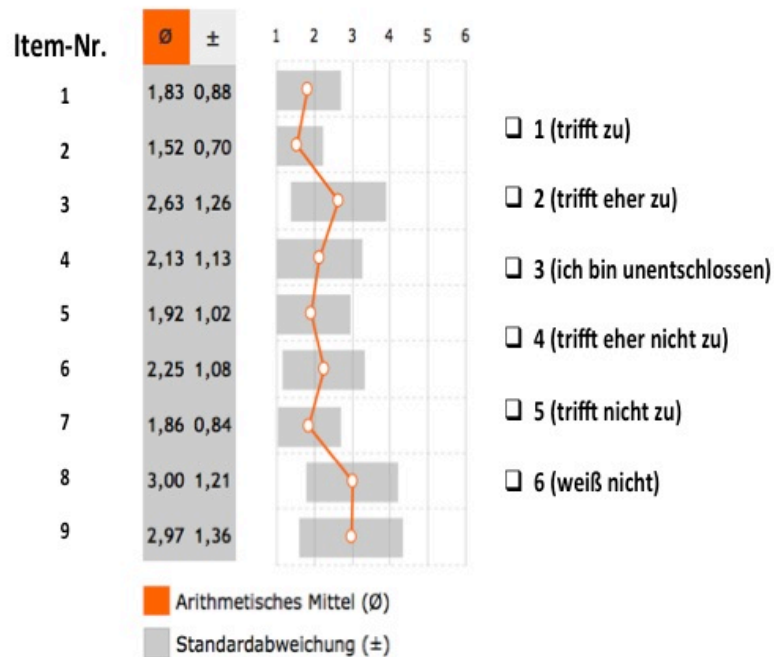 Item-Nr. Ø ± 1 2 3 4 5 6
1 1,83 0,88
2 1,52 0,70
3 2,63 1,26
4 2,13 1,13
5 1,92 1,02
6 2,25 1,08
7 1,86 0,84
8 3,00 1,21
9 2,97 1,36
❑ 1 (trifft zu)
❑ 2 (trifft eher zu)
❑ 3 (ich bin unentschlossen)
❑ 4 (trifft eher nicht zu)
❑ 5 (trifft nicht zu)
❑ 6 (weiß nicht)
Arithmetisches Mittel (Ø)
Standardabweichung (±)